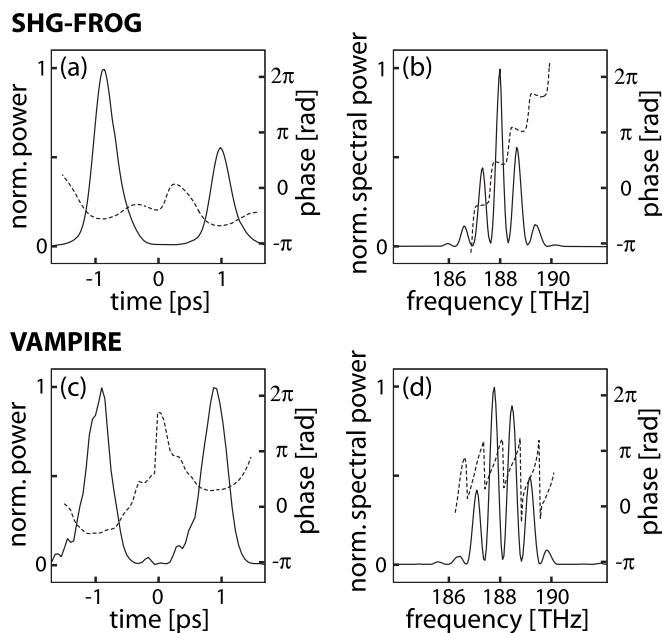 SHG-FROG
(a)
norm. power
1
0
2π
π
0
-π
phase [rad]
-1 0 1
time [ps]
(b)
norm. spectral power
1
0
2π
π
0
-π
phase [rad]
186 188 190
frequency [THz]
VAMPIRE
(c)
norm. power
1
0
2π
π
0
-π
phase [rad]
-1 0 1
time [ps]
(d)
norm. spectral power
1
0
2π
π
0
-π
phase [rad]
186 188 190
frequency [THz]